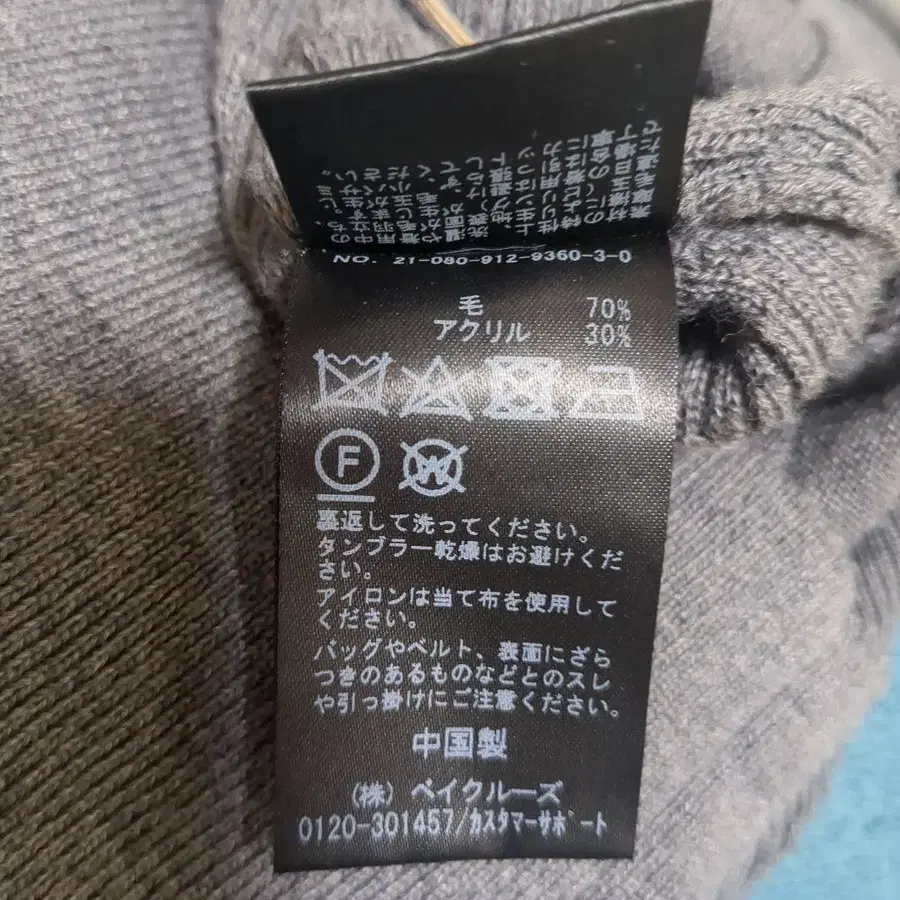 NO. 21-080-912-9360-3-0
毛 70%
アクリル 30%
F
W
裏返して洗ってください。
タンブラー乾燥はお避けくだ
さい。
アイロンは当て布を使用して
ください。
バッグやベルト、表面にざら
つきのあるものなどとのスレ
や引っ掛けにご注意ください。
中国製
(株) ベイクルーズ
0120-301457/カスタマーサポート